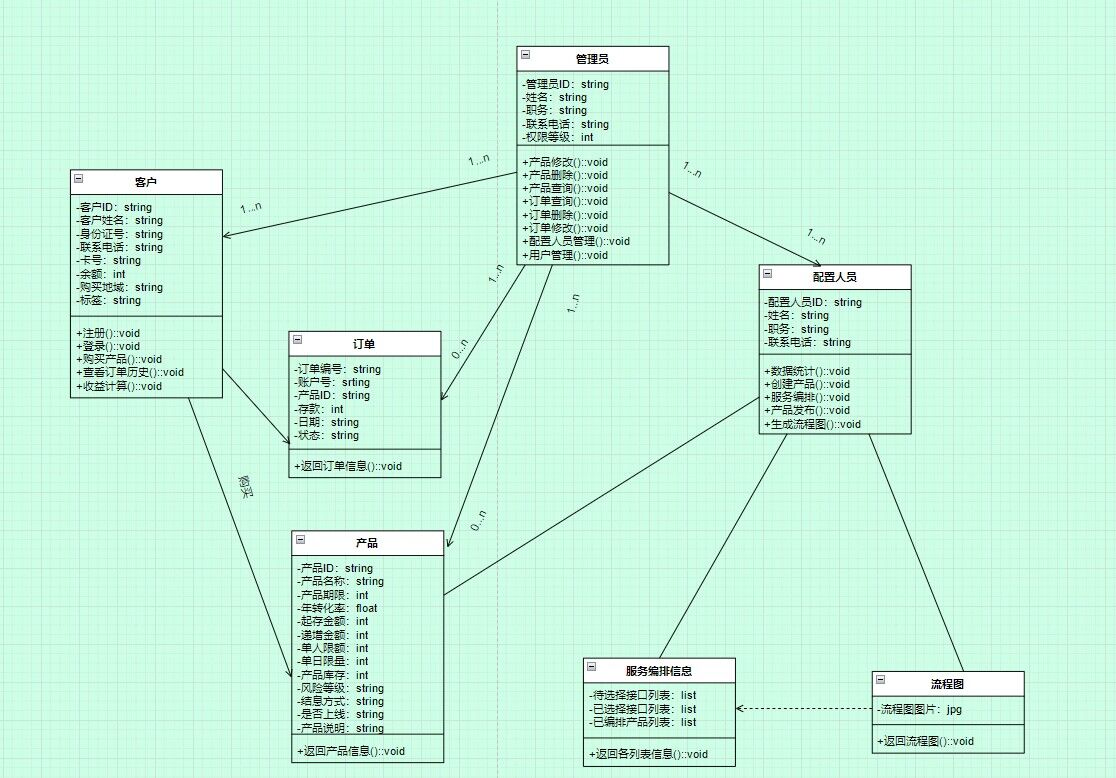 管理员
-管理员ID：string
-姓名：string
-职务：string
-联系电话：string
-权限等级：int
+产品修改()::void
+产品删除()::void
+产品查询()::void
+订单查询()::void
+订单删除()::void
+订单修改()::void
+配置人员管理()::void
+用户管理()::void
1...n
1...n
1...n
1...n
客户
-客户ID：string
-客户姓名：string
-身份证号：string
-联系电话：string
-卡号：string
-余额：int
-购买地域：string
-标签：string
+注册()::void
+登录()::void
+购买产品()::void
+查看订单历史()::void
+收益计算()::void
配置人员
-配置人员ID：string
-姓名：string
-职务：string
-联系电话：string
+数据统计()::void
+创建产品()::void
+服务编排()::void
+产品发布()::void
+生成流程图()::void
1...n
1...n
0...n
订单
-订单编号：string
-账户号：srting
-产品ID：string
-存款：int
-日期：string
-状态：string
+返回订单信息()::void
购买
0...n
产品
-产品ID：string
-产品名称：string
-产品期限：int
-年转化率：float
-起存金额：int
-递增金额：int
-单人限额：int
-单日限量：int
-产品库存：int
-风险等级：string
-结息方式：string
-是否上线：string
-产品说明：string
+返回产品信息()::void
服务编排信息
-待选择接口列表：list
-已选择接口列表：list
-已编排产品列表：list
+返回各列表信息()::void
流程图
-流程图图片：jpg
+返回流程图()::void